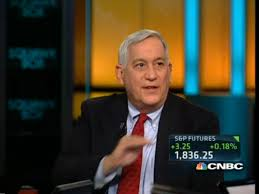 S&P FUTURES
+3.25 +0.18%
1,836.25
CNBC